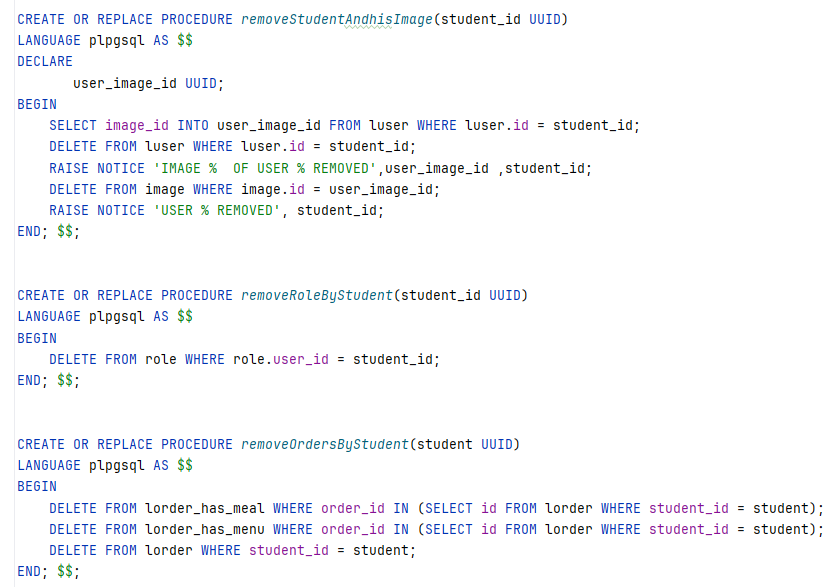 CREATE OR REPLACE PROCEDURE removeStudentAndhisImage(student_id UUID)
LANGUAGE plpgsql AS $$
DECLARE
       user_image_id UUID;
BEGIN
    SELECT image_id INTO user_image_id FROM luser WHERE luser.id = student_id;
    DELETE FROM luser WHERE luser.id = student_id;
    RAISE NOTICE 'IMAGE %  OF USER % REMOVED',user_image_id ,student_id;
    DELETE FROM image WHERE image.id = user_image_id;
    RAISE NOTICE 'USER % REMOVED', student_id;
END; $$;
CREATE OR REPLACE PROCEDURE removeRoleByStudent(student_id UUID)
LANGUAGE plpgsql AS $$
BEGIN
    DELETE FROM role WHERE role.user_id = student_id;
END; $$;
CREATE OR REPLACE PROCEDURE removeOrdersByStudent(student UUID)
LANGUAGE plpgsql AS $$
BEGIN
    DELETE FROM lorder_has_meal WHERE order_id IN (SELECT id FROM lorder WHERE student_id = student);
    DELETE FROM lorder_has_menu WHERE order_id IN (SELECT id FROM lorder WHERE student_id = student);
    DELETE FROM lorder WHERE student_id = student;
END; $$;